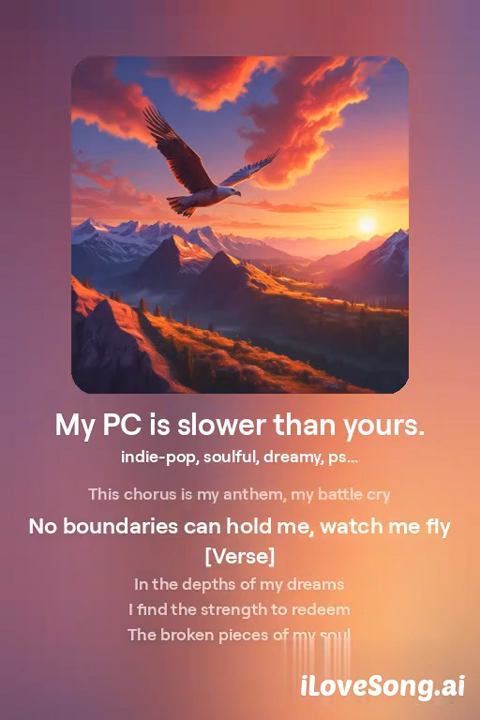 My PC is slower than yours.
indie-pop, soulful, dreamy, ps...
This chorus is my anthem, my battle cry
No boundaries can hold me, watch me fly
[Verse]
In the depths of my dreams
I find the strength to redeem
The broken pieces of my soul
iLoveSong.ai